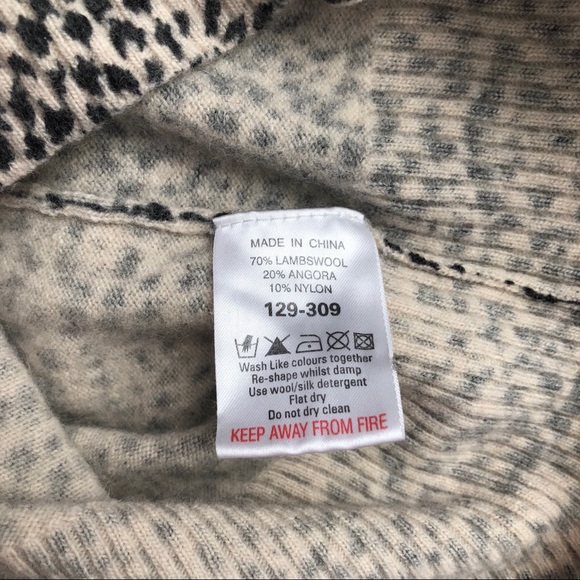 MADE IN CHINA
70% LAMBSWOOL
20% ANGORA
10% NYLON
129-309
Wash Like colours together
Re-shape whilst damp
Use wool/silk detergent
Flat dry
Do not dry clean
KEEP AWAY FROM FIRE